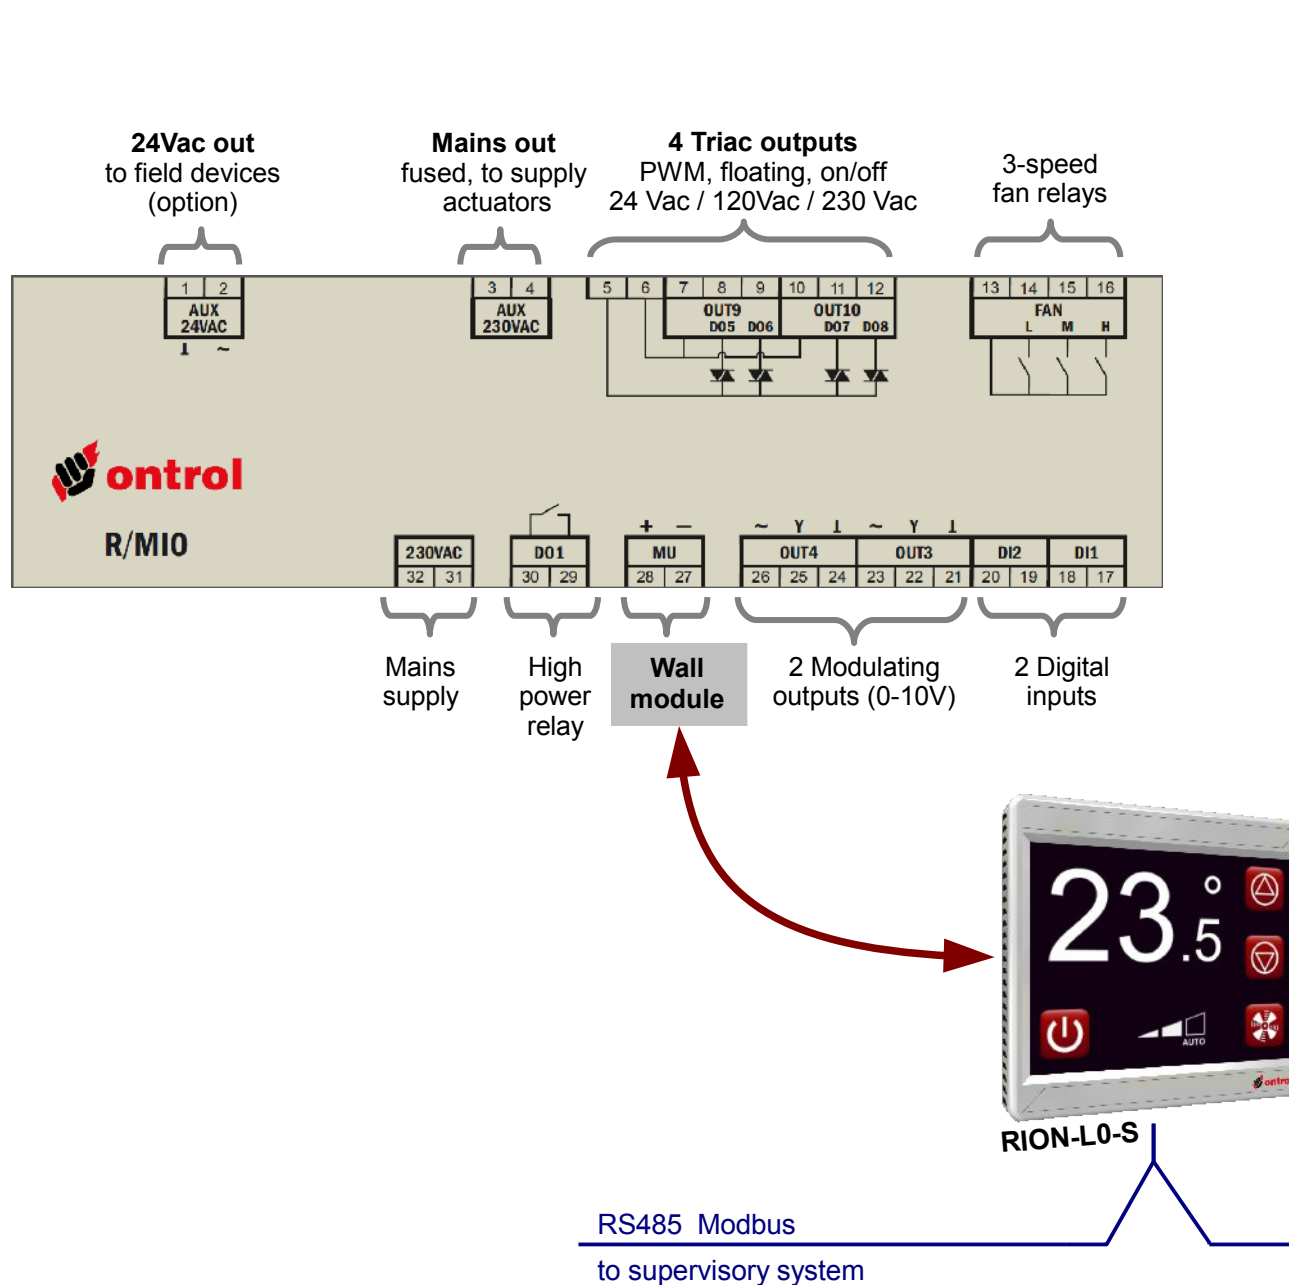 24Vac out
to field devices
(option)
Mains out
fused, to supply
actuators
4 Triac outputs
PWM, floating, on/off
24 Vac / 120Vac / 230 Vac
3-speed
fan relays
1 2
AUX
24VAC
3 4
AUX
230VAC
5 6 7 8 9 10 11 12
OUT9 OUT10
DO5 DO6 DO7 DO8
13 14 15 16
FAN
L M H
ontrol
R/MIO
230VAC
32 31
DO1
30 29
+ −
MU
28 27
~ Y ⊥ ~ Y ⊥
OUT4 OUT3
26 25 24 23 22 21
DI2 DI1
20 19 18 17
Mains
supply
High
power
relay
Wall
module
2 Modulating
outputs (0-10V)
2 Digital
inputs
23.5°
AUTO
RION-L0-S
RS485 Modbus
to supervisory system